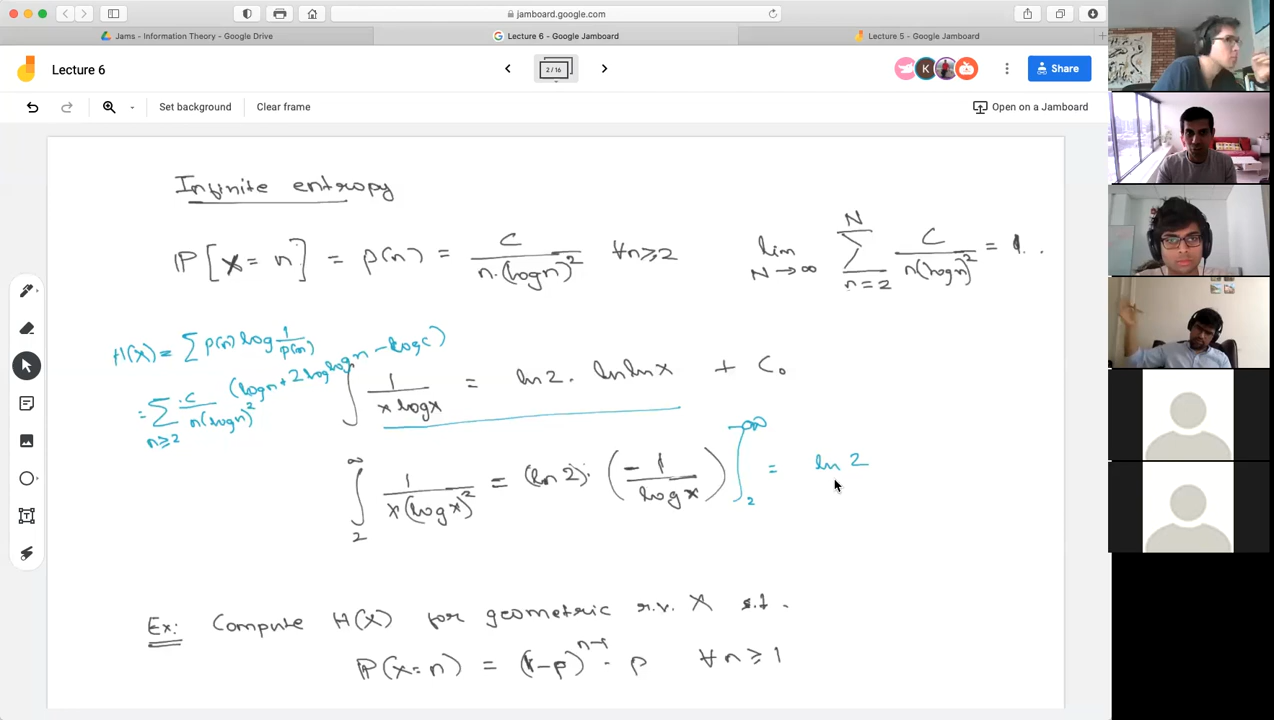 jamboard.google.com
Jams - Information Theory - Google Drive
Lecture 6 - Google Jamboard
Lecture 5 - Google Jamboard
Lecture 6
2 / 16
K
Share
Set background
Clear frame
Open on a Jamboard
Infinite entropy
P[X = n] = p(n) = c / n·(log n)^2 ∀n≥2
lim N→∞ ∑_{n=2}^{N} c / n(log n)^2 = 1 . .
H(X) = ∑ p(n) log 1/p(n)
= ∑_{n≥2} c / n(log n)^2 (log n + 2 log log n - log c)
∫ 1 / x log x = ln 2 · ln ln x + C₀
∫_2^∞ 1 / x(log x)^2 = (ln 2)· (-1 / log x) ]_2^∞ = ln 2
Ex: Compute H(X) for geometric r.v. X s.t.
P(X=n) = (1-p)^{n-1} · p ∀n≥1